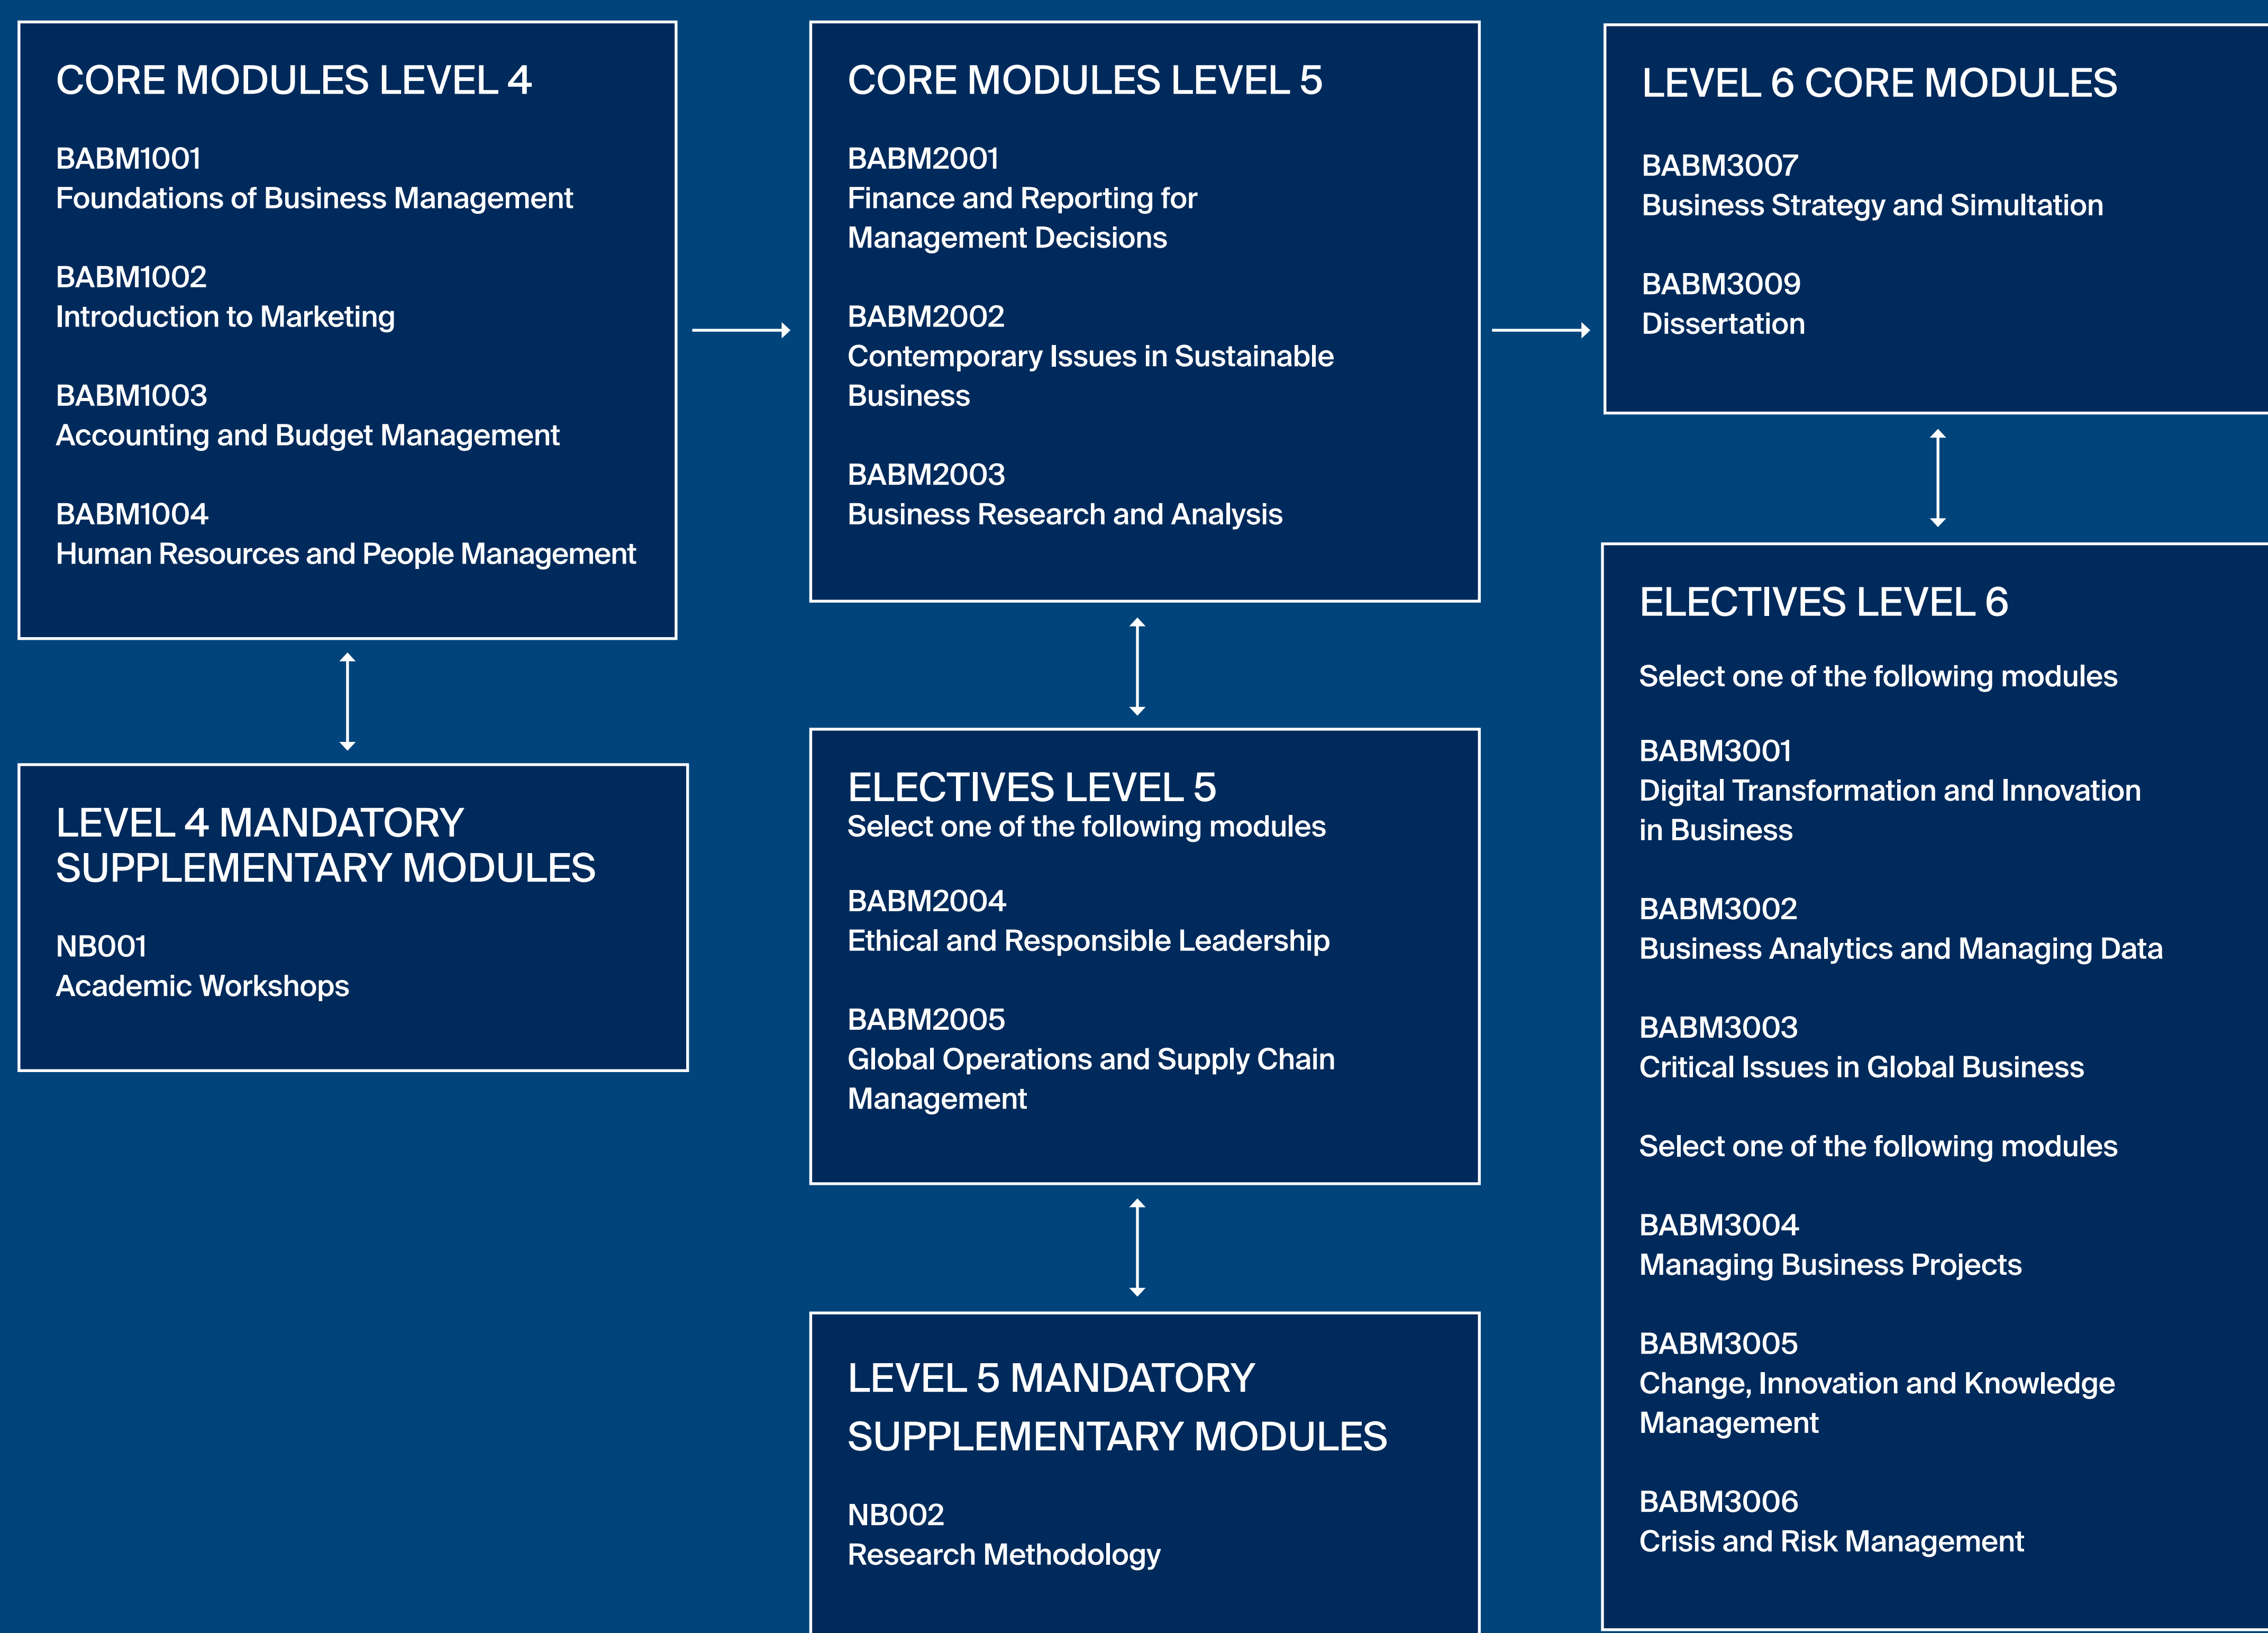 CORE MODULES LEVEL 4
BABM1001
Foundations of Business Management
BABM1002
Introduction to Marketing
BABM1003
Accounting and Budget Management
BABM1004
Human Resources and People Management
LEVEL 4 MANDATORY
SUPPLEMENTARY MODULES
NB001
Academic Workshops
CORE MODULES LEVEL 5
BABM2001
Finance and Reporting for
Management Decisions
BABM2002
Contemporary Issues in Sustainable
Business
BABM2003
Business Research and Analysis
ELECTIVES LEVEL 5
Select one of the following modules
BABM2004
Ethical and Responsible Leadership
BABM2005
Global Operations and Supply Chain
Management
LEVEL 5 MANDATORY
SUPPLEMENTARY MODULES
NB002
Research Methodology
LEVEL 6 CORE MODULES
BABM3007
Business Strategy and Simultation
BABM3009
Dissertation
ELECTIVES LEVEL 6
Select one of the following modules
BABM3001
Digital Transformation and Innovation
in Business
BABM3002
Business Analytics and Managing Data
BABM3003
Critical Issues in Global Business
Select one of the following modules
BABM3004
Managing Business Projects
BABM3005
Change, Innovation and Knowledge
Management
BABM3006
Crisis and Risk Management